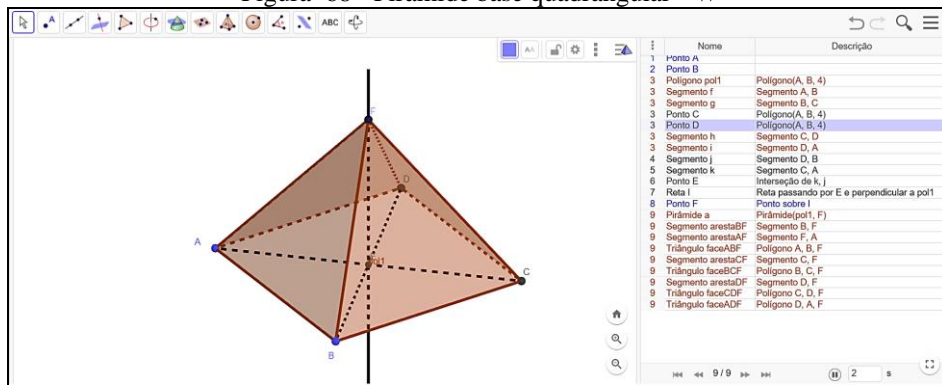 ABC
AA
Nome Descrição
1 Ponto A
2 Ponto B
3 Polígono pol1 Polígono(A, B, 4)
3 Segmento f Segmento A, B
3 Segmento g Segmento B, C
3 Ponto C Polígono(A, B, 4)
3 Ponto D Polígono(A, B, 4)
3 Segmento h Segmento C, D
3 Segmento i Segmento D, A
4 Segmento j Segmento D, B
5 Segmento k Segmento C, A
6 Ponto E Interseção de k, j
7 Reta l Reta passando por E e perpendicular a pol1
8 Ponto F Ponto sobre l
9 Pirâmide a Pirâmide(pol1, F)
9 Segmento arestaBF Segmento B, F
9 Segmento arestaAF Segmento F, A
9 Triângulo faceABF Polígono A, B, F
9 Segmento arestaCF Segmento C, F
9 Triângulo faceBCF Polígono B, C, F
9 Segmento arestaDF Segmento D, F
9 Triângulo faceCDF Polígono C, D, F
9 Triângulo faceADF Polígono D, A, F
F
D
A
pol1
C
B
9 / 9 2 s